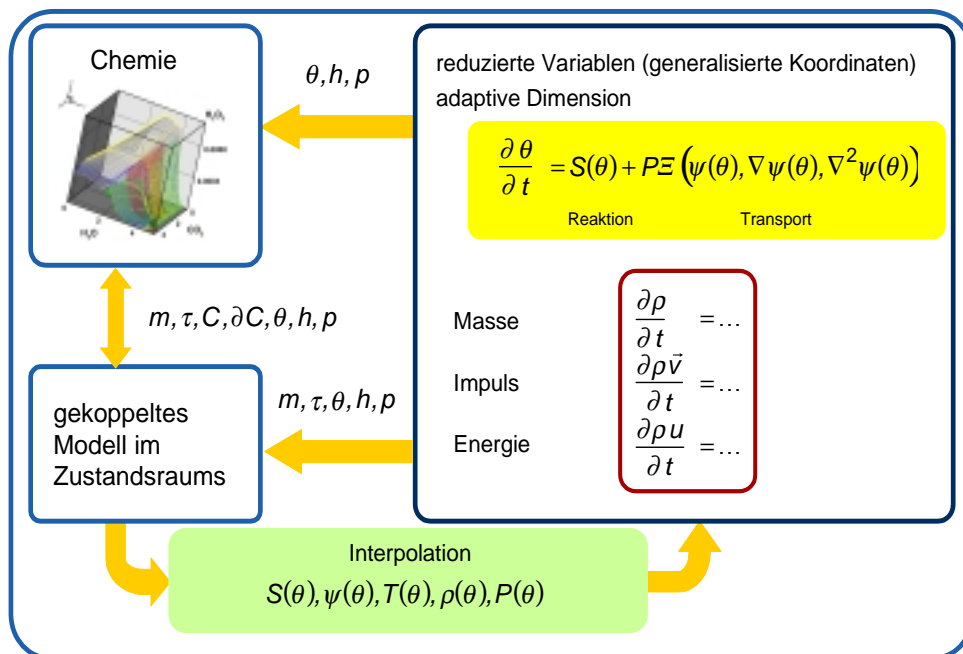 Chemie
θ, h, p
reduzierte Variablen (generalisierte Koordinaten)
adaptive Dimension
∂θ/∂t = S(θ) + PΞ (ψ(θ), ∇ψ(θ), ∇²ψ(θ))
Reaktion Transport
m, τ, C, ∂C, θ, h, p
Masse ∂ρ/∂t = ...
Impuls ∂ρv⃗/∂t = ...
Energie ∂ρu/∂t = ...
gekoppeltes
Modell im
Zustandsraums
m, τ, θ, h, p
Interpolation
S(θ), ψ(θ), T(θ), ρ(θ), P(θ)